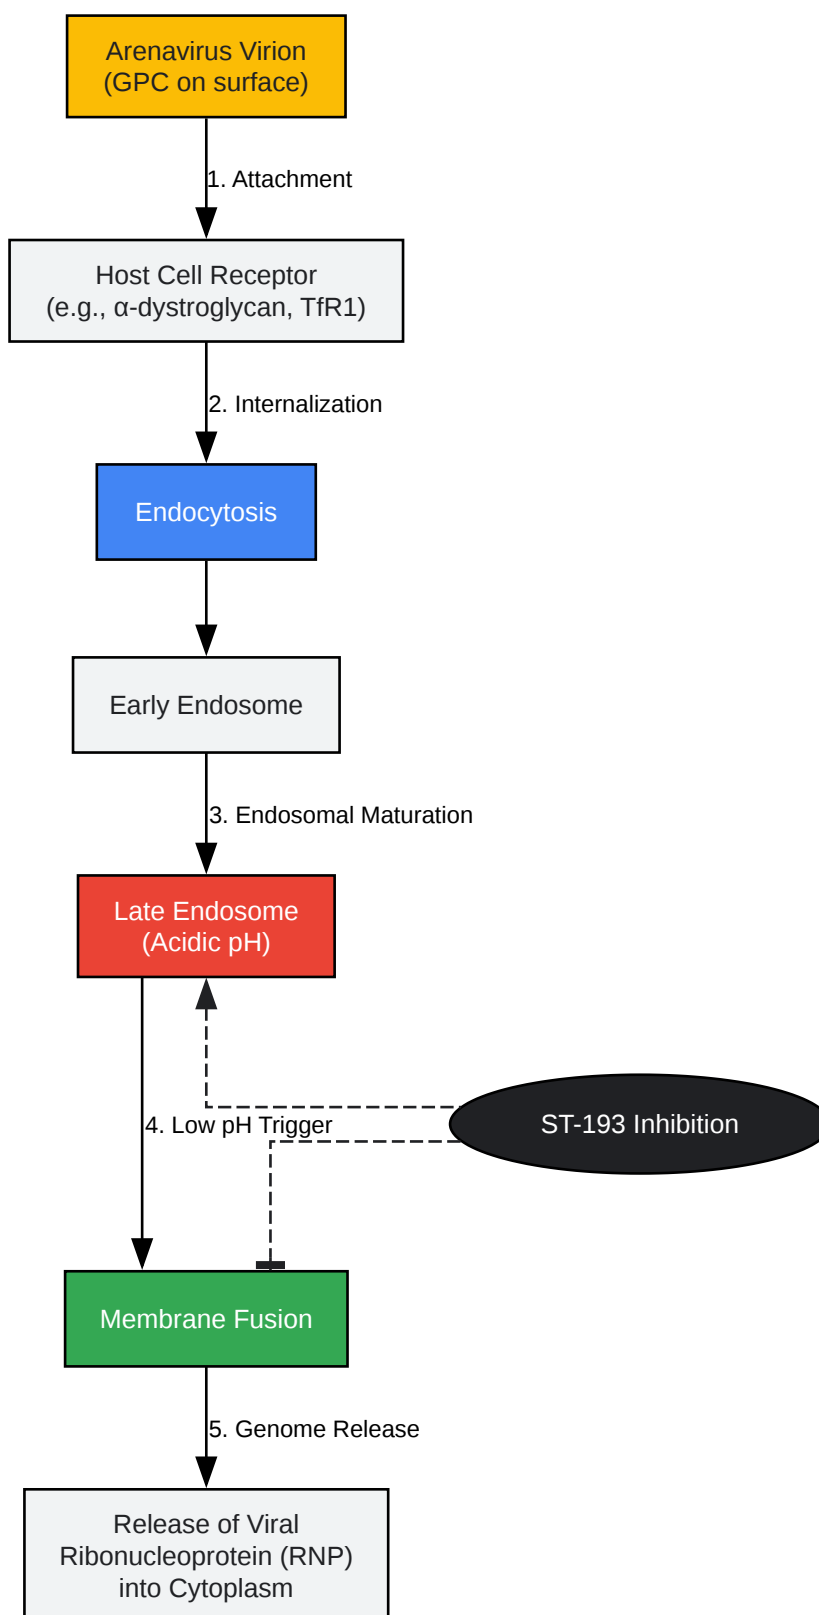 Arenavirus Virion
(GPC on surface)
1. Attachment
Host Cell Receptor
(e.g., α-dystroglycan, TfR1)
2. Internalization
Endocytosis
Early Endosome
3. Endosomal Maturation
Late Endosome
(Acidic pH)
4. Low pH Trigger
ST-193 Inhibition
Membrane Fusion
5. Genome Release
Release of Viral
Ribonucleoprotein (RNP)
into Cytoplasm